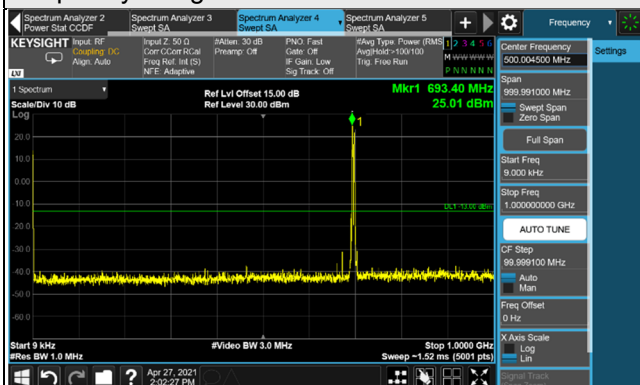 Spectrum Analyzer 2
Power Stat CCDF
Spectrum Analyzer 3
Swept SA
Spectrum Analyzer 4
Swept SA
Spectrum Analyzer 5
Swept SA
+
Frequency
KEYSIGHT
Input: RF
Coupling: DC
Align: Auto
Input Z: 50 Ω
Corr CCorr RCal
Freq Ref: Int (S)
NFE: Adaptive
#Atten: 30 dB
Preamp: Off
PNO: Fast
Gate: Off
IF Gain: Low
Sig Track: Off
#Avg Type: Power (RMS
Avg|Hold:>100/100
Trig: Free Run
1 2 3 4 5 6
M W W W W W
P N N N N N
LXI
1 Spectrum
Scale/Div 10 dB
Log
Ref Lvl Offset 15.00 dB
Ref Level 30.00 dBm
Mkr1 693.40 MHz
25.01 dBm
1
20.0
10.0
0.00
-10.0
-20.0
-30.0
-40.0
-50.0
-60.0
DL1 -13.00 dBm
Start 9 kHz
#Res BW 1.0 MHz
#Video BW 3.0 MHz
Stop 1.0000 GHz
Sweep ~1.52 ms (5001 pts)
Center Frequency
500.004500 MHz
Settings
Span
999.991000 MHz
Swept Span
Zero Span
Full Span
Start Freq
9.000 kHz
Stop Freq
1.000000000 GHz
AUTO TUNE
CF Step
99.999100 MHz
Auto
Man
Freq Offset
0 Hz
X Axis Scale
Log
Lin
Signal Track
?
Apr 27, 2021
2:02:27 PM